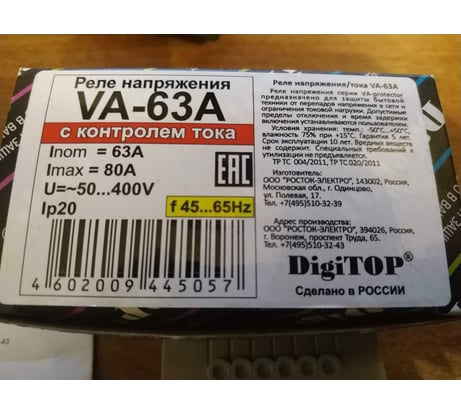 Реле напряжения
VA-63A
с контролем тока
Inom = 63A
Imax = 80A
U=~50...400V
Ip20
f 45...65Hz
EAC
4 602009 445057
Реле напряжения/тока VA-63A
Реле напряжения серии VA-protector
предназначено для защиты бытовой
техники от перепадов напряжения в сети и
ограничения токовой нагрузки. Допустимые
пределы отключения и время задержки
включения устанавливаются пользователем.
Условия хранения: темп.: -50°C...+50°C,
влажность 75% при +15°C. Гарантия 5 лет.
Срок эксплуатации 10 лет. Вредных веществ
не содержит. Специальных требований к
утилизации не предъявляется.
ТР ТС 004/2011, ТР ТС 020/2011
Изготовитель:
ООО "РОСТОК-ЭЛЕКТРО", 143002, Россия,
Московская обл., г. Одинцово,
ул. Полевая, 17.
Тел: +7(495)510-32-39
Адрес производства:
ООО "РОСТОК-ЭЛЕКТРО", 394026, Россия,
г. Воронеж, проспект Труда, 65.
Тел: +7(495)510-32-43
DigiTOP®
Сделано в РОССИИ
-43